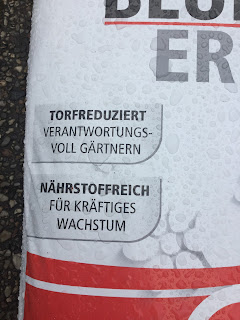 ER
TORFREDUZIERT
VERANTWORTUNGS-
VOLL GÄRTNERN
NÄHRSTOFFREICH
FÜR KRÄFTIGES
WACHSTUM